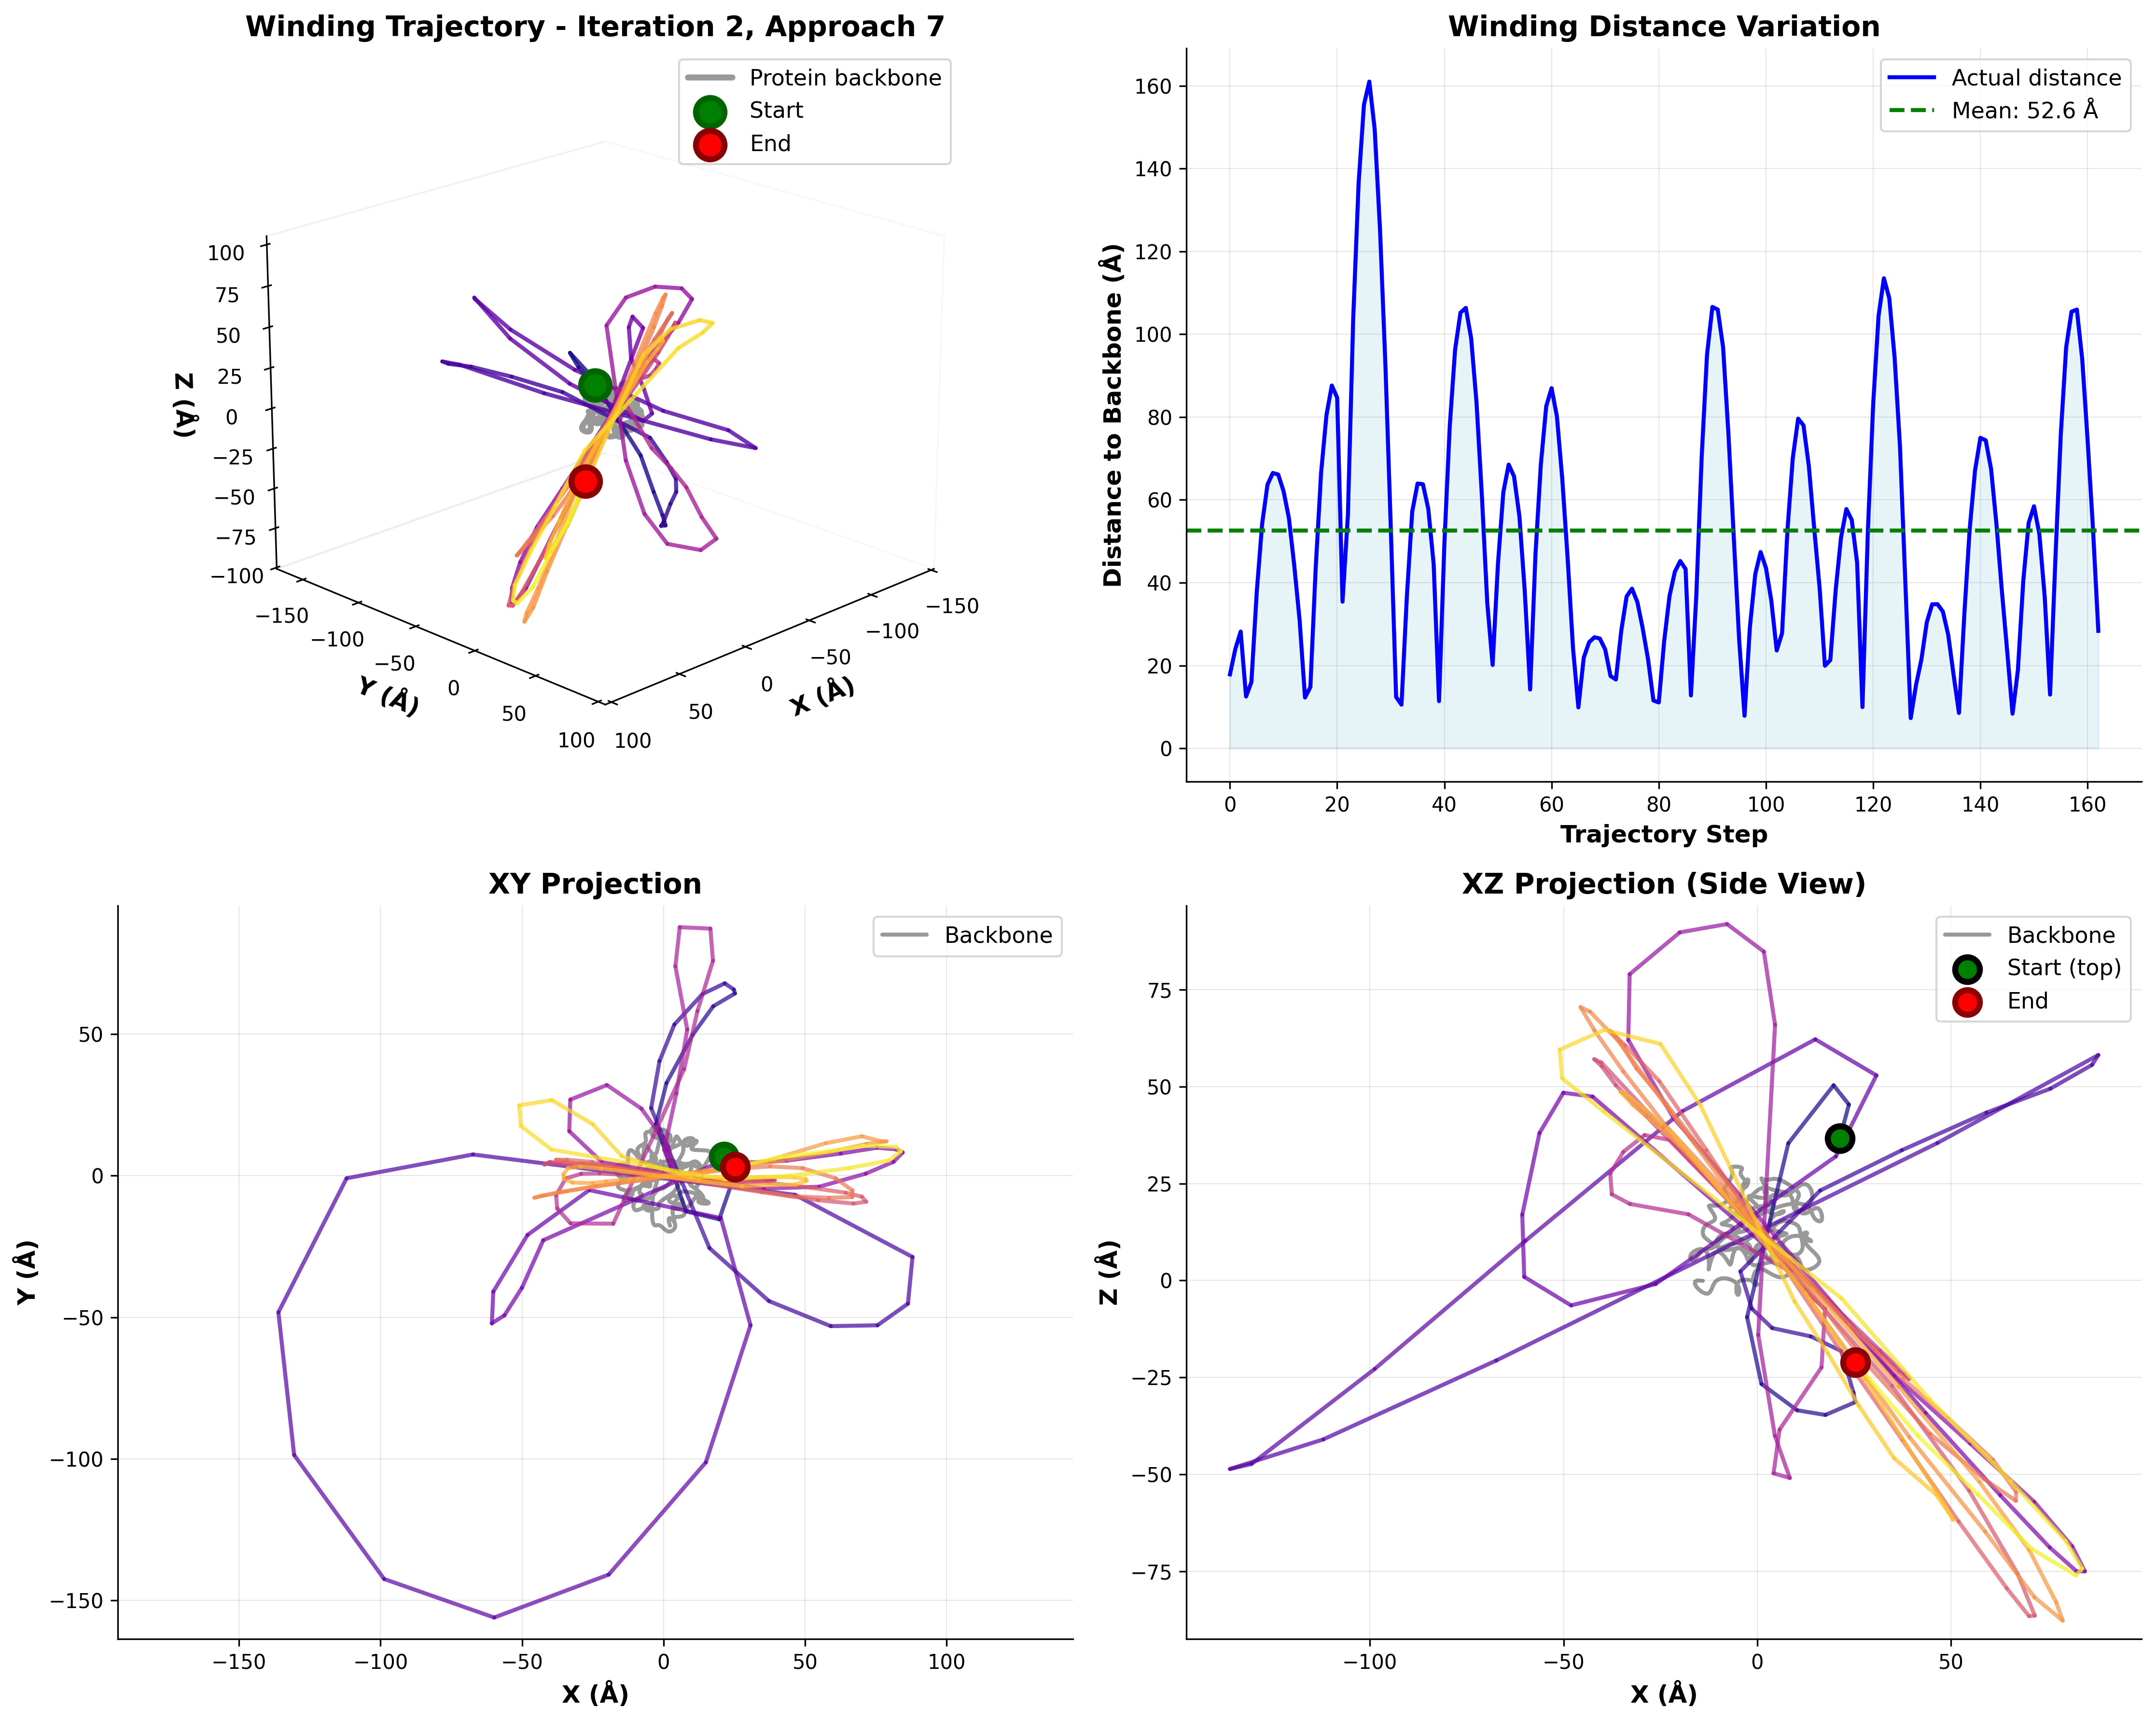 Winding Trajectory - Iteration 2, Approach 7
Protein backbone
Start
End
100
75
50
25
0
−25
−50
−75
−100
Z (Å)
−150
−100
−50
0
50
100
Y (Å)
100
50
0
−50
−100
−150
X (Å)
Winding Distance Variation
Actual distance
Mean: 52.6 Å
160
140
120
100
80
60
40
20
0
Distance to Backbone (Å)
0 20 40 60 80 100 120 140 160
Trajectory Step
XY Projection
Backbone
50
0
−50
−100
−150
Y (Å)
−150 −100 −50 0 50 100
X (Å)
XZ Projection (Side View)
Backbone
Start (top)
End
75
50
25
0
−25
−50
−75
Z (Å)
−100 −50 0 50
X (Å)